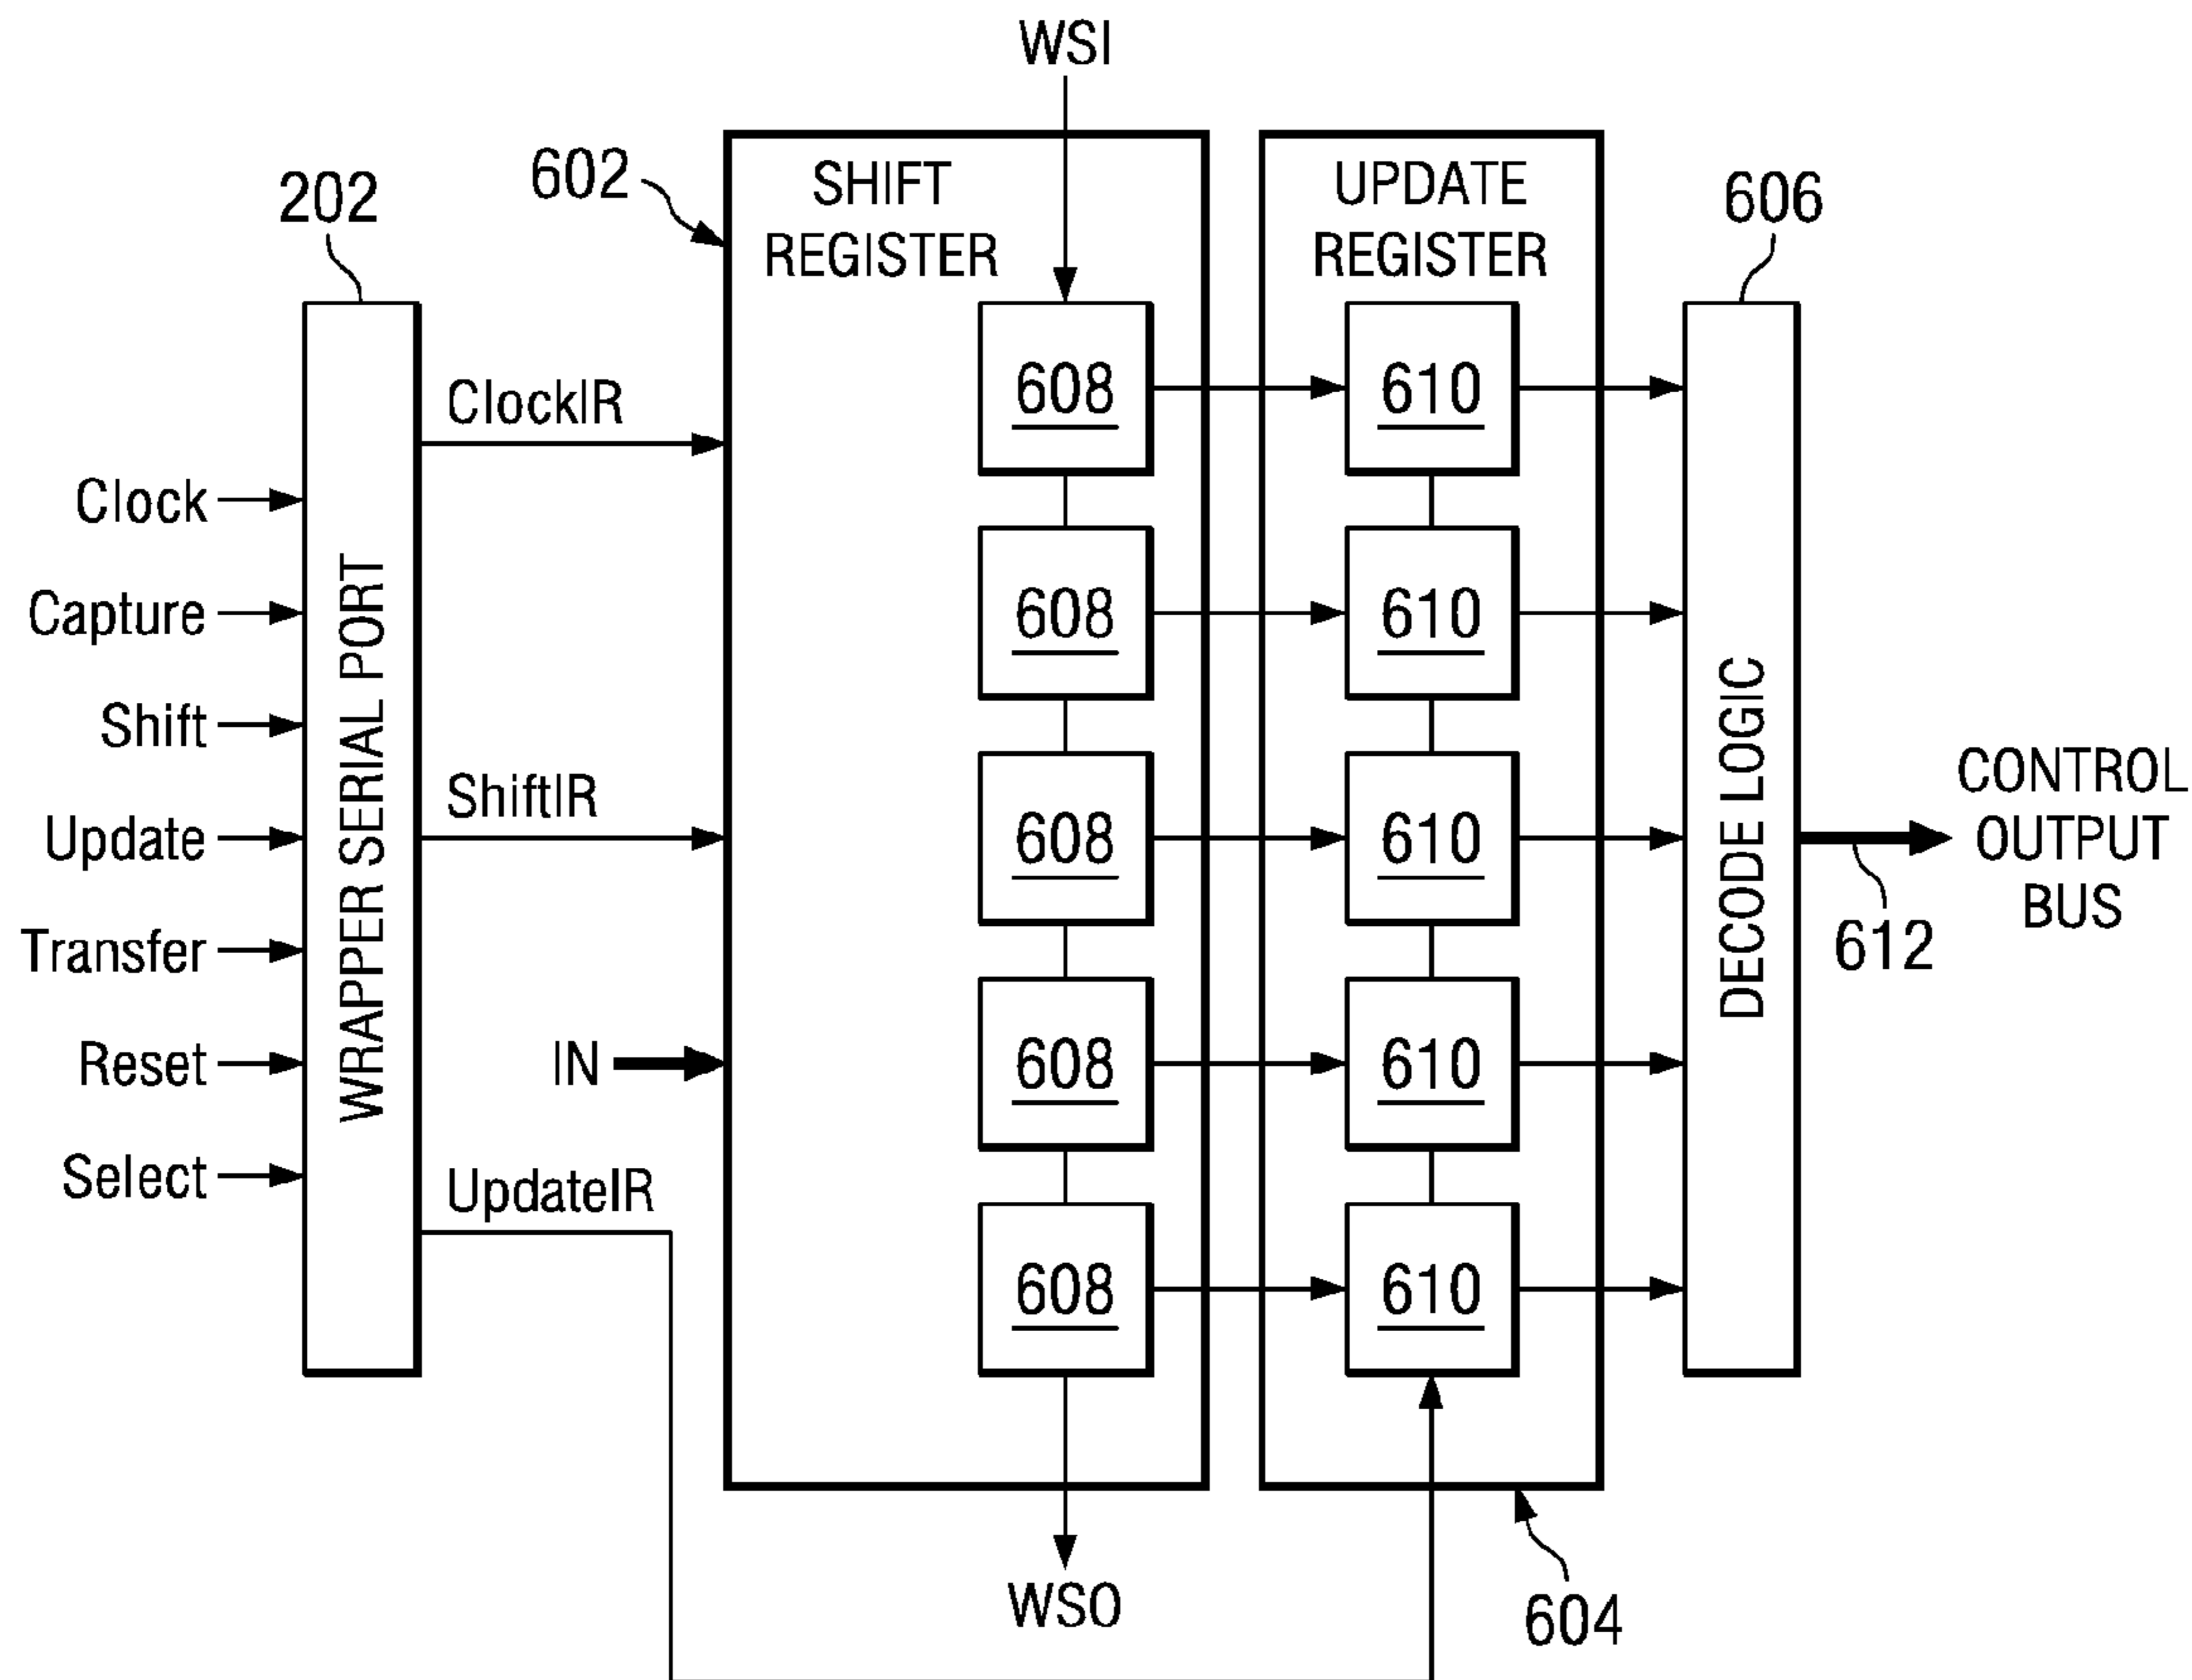 WSI
602
SHIFT
REGISTER
UPDATE
REGISTER
202
606
608
610
ClockIR
Clock
WRAPPER SERIAL PORT
Capture
608
610
Shift
ShiftIR
608
610
DECODE LOGIC
CONTROL
OUTPUT
BUS
Update
612
Transfer
IN
608
610
Reset
Select
UpdateIR
608
610
WSO
604